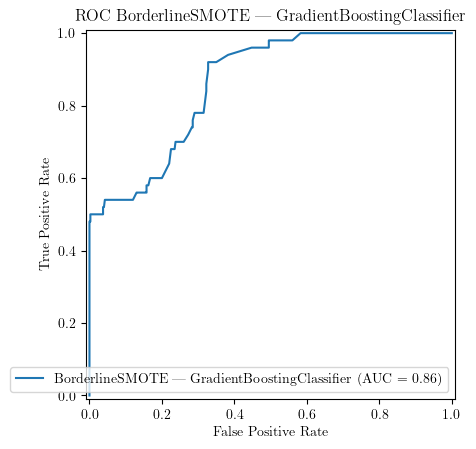 ROC BorderlineSMOTE — GradientBoostingClassifier
True Positive Rate
1.0
0.8
0.6
0.4
0.2
0.0
BorderlineSMOTE — GradientBoostingClassifier (AUC = 0.86)
0.0 0.2 0.4 0.6 0.8 1.0
False Positive Rate